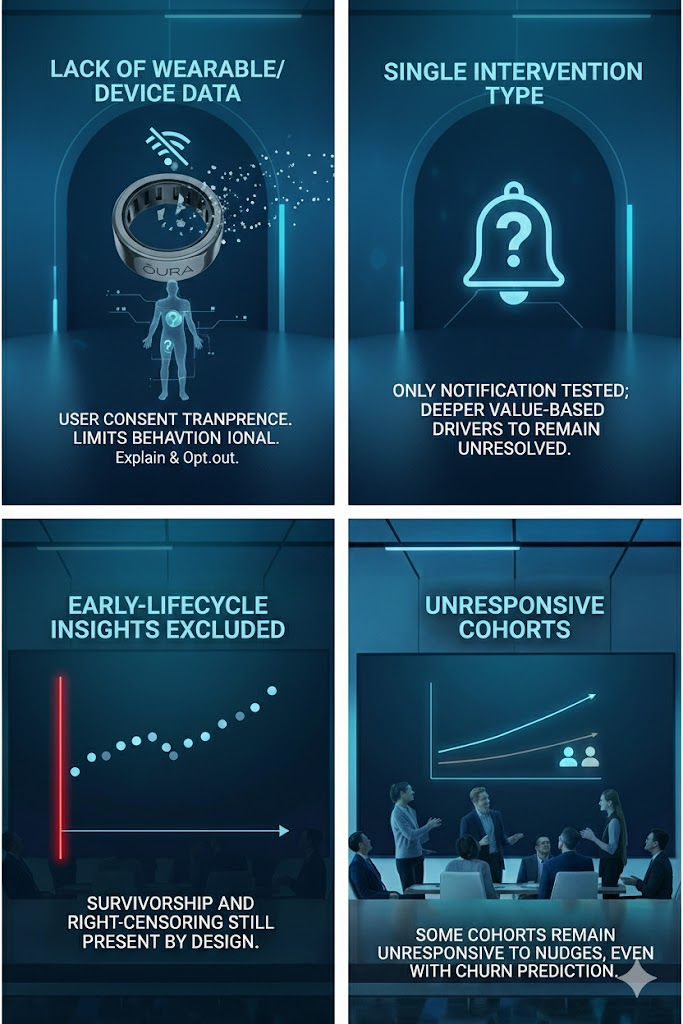 LACK OF WEARABLE/
DEVICE DATA
ŌURA
?
?
USER CONSENT TRANPRENCE.
LIMITS BEHAVTION IONAL.
Explain & Opt.out.
SINGLE INTERVENTION
TYPE
?
ONLY NOTIFICATION TESTED;
DEEPER VALUE-BASED
DRIVERS TO REMAIN
UNRESOLVED.
EARLY-LIFECYCLE
INSIGHTS EXCLUDED
SURVIVORSHIP AND
RIGHT-CENSORING STILL
PRESENT BY DESIGN.
UNRESPONSIVE
COHORTS
SOME COHORTS REMAIN
UNRESPONSIVE TO NUDGES, EVEN
WITH CHURN PREDICTION.